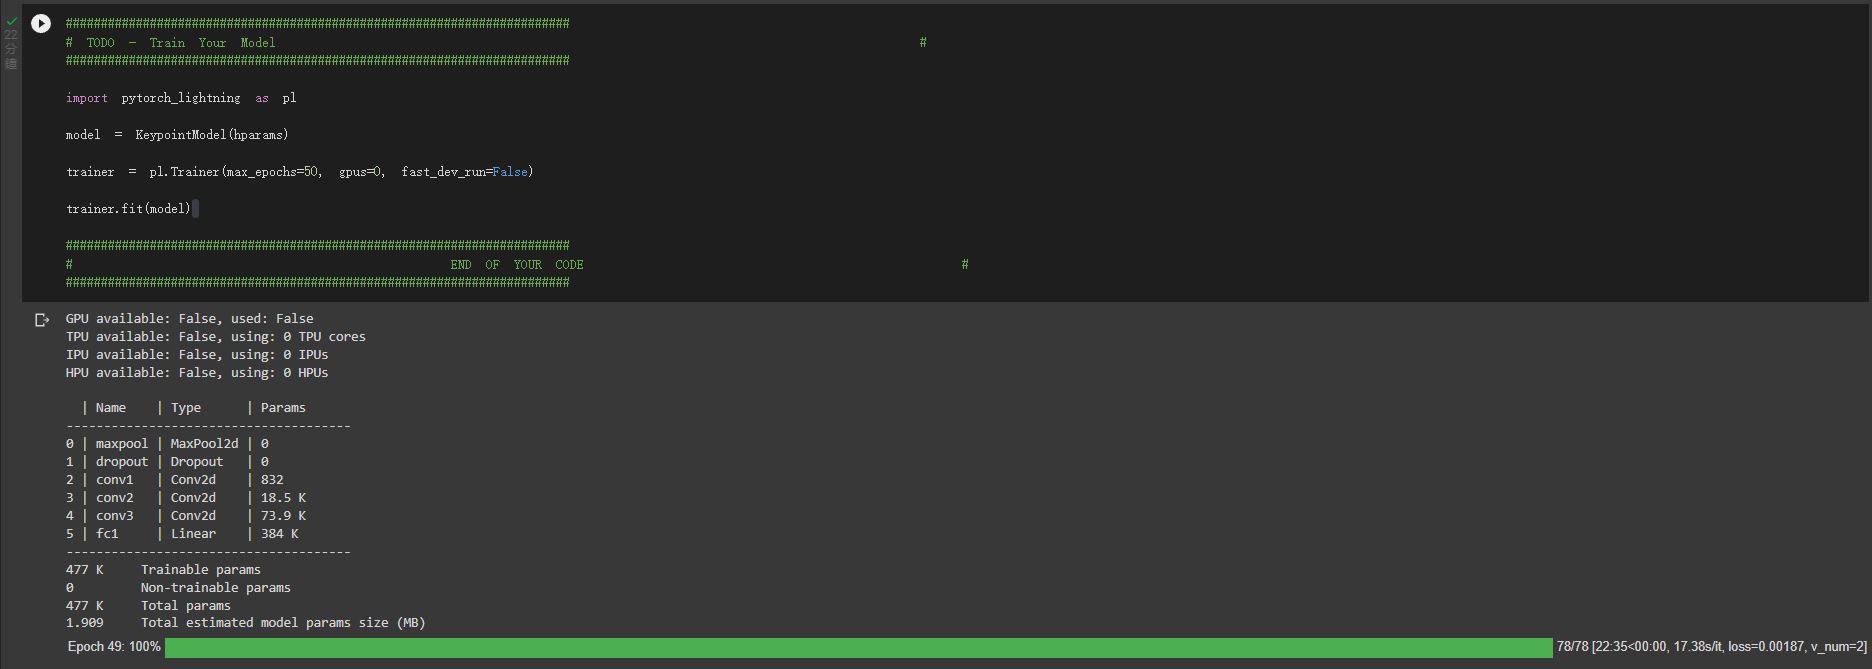 22
分
鐘
########################################################################
# TODO - Train Your Model #
########################################################################
import pytorch_lightning as pl
model = KeypointModel(hparams)
trainer = pl.Trainer(max_epochs=50, gpus=0, fast_dev_run=False)
trainer.fit(model)
########################################################################
# END OF YOUR CODE #
########################################################################
GPU available: False, used: False
TPU available: False, using: 0 TPU cores
IPU available: False, using: 0 IPUs
HPU available: False, using: 0 HPUs
| Name | Type | Params
--------------------------------------
0 | maxpool | MaxPool2d | 0
1 | dropout | Dropout | 0
2 | conv1 | Conv2d | 832
3 | conv2 | Conv2d | 18.5 K
4 | conv3 | Conv2d | 73.9 K
5 | fc1 | Linear | 384 K
--------------------------------------
477 K Trainable params
0 Non-trainable params
477 K Total params
1.909 Total estimated model params size (MB)
Epoch 49: 100% 78/78 [22:35<00:00, 17.38s/it, loss=0.00187, v_num=2]